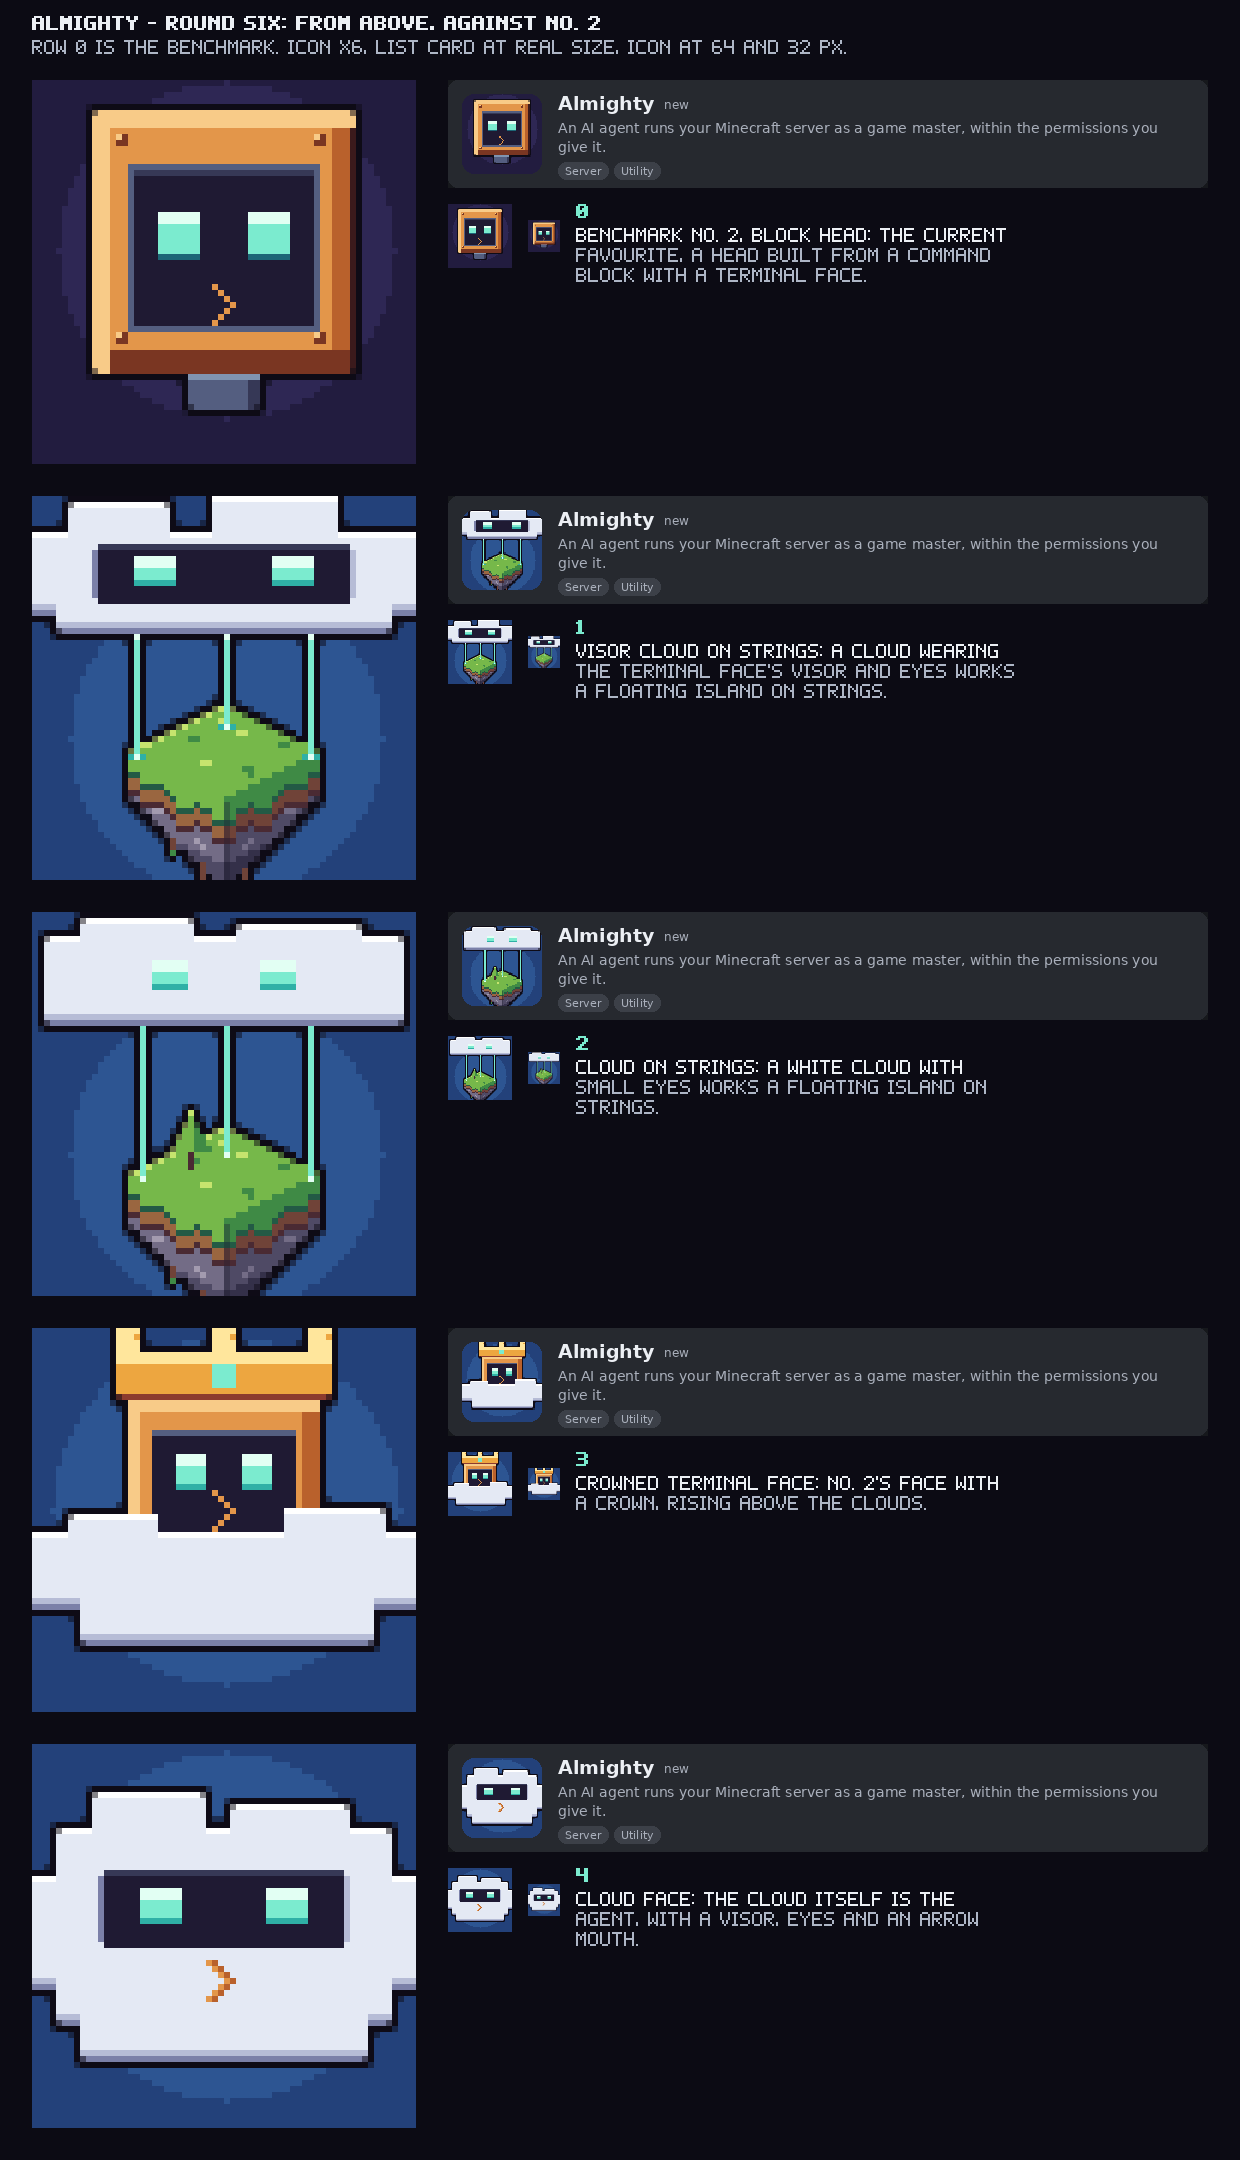 ALMIGHTY - ROUND SIX: FROM ABOVE. AGAINST NO. 2
ROW 0 IS THE BENCHMARK. ICON X6. LIST CARD AT REAL SIZE. ICON AT 64 AND 32 PX.
Almighty new
An AI agent runs your Minecraft server as a game master, within the permissions you
give it.
Server Utility
0
BENCHMARK NO. 2. BLOCK HEAD: THE CURRENT
FAVOURITE. A HEAD BUILT FROM A COMMAND
BLOCK WITH A TERMINAL FACE.
Almighty new
An AI agent runs your Minecraft server as a game master, within the permissions you
give it.
Server Utility
1
VISOR CLOUD ON STRINGS: A CLOUD WEARING
THE TERMINAL FACE'S VISOR AND EYES WORKS
A FLOATING ISLAND ON STRINGS.
Almighty new
An AI agent runs your Minecraft server as a game master, within the permissions you
give it.
Server Utility
2
CLOUD ON STRINGS: A WHITE CLOUD WITH
SMALL EYES WORKS A FLOATING ISLAND ON
STRINGS.
Almighty new
An AI agent runs your Minecraft server as a game master, within the permissions you
give it.
Server Utility
3
CROWNED TERMINAL FACE: NO. 2'S FACE WITH
A CROWN. RISING ABOVE THE CLOUDS.
Almighty new
An AI agent runs your Minecraft server as a game master, within the permissions you
give it.
Server Utility
4
CLOUD FACE: THE CLOUD ITSELF IS THE
AGENT. WITH A VISOR. EYES AND AN ARROW
MOUTH.